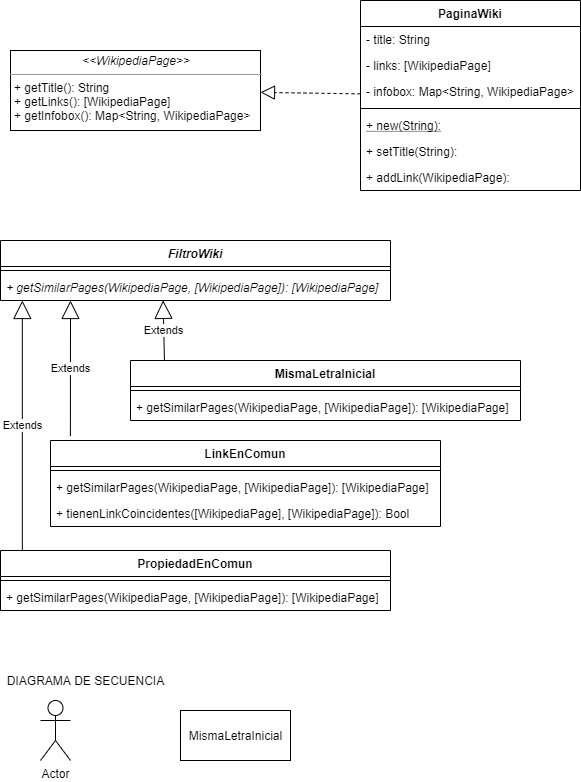 <<WikipediaPage>>
+ getTitle(): String
+ getLinks(): [WikipediaPage]
+ getInfobox(): Map<String, WikipediaPage>
PaginaWiki
- title: String
- links: [WikipediaPage]
- infobox: Map<String, WikipediaPage>
+ new(String):
+ setTitle(String):
+ addLink(WikipediaPage):
FiltroWiki
+ getSimilarPages(WikipediaPage, [WikipediaPage]): [WikipediaPage]
Extends
Extends
Extends
MismaLetraInicial
+ getSimilarPages(WikipediaPage, [WikipediaPage]): [WikipediaPage]
LinkEnComun
+ getSimilarPages(WikipediaPage, [WikipediaPage]): [WikipediaPage]
+ tienenLinkCoincidentes([WikipediaPage], [WikipediaPage]): Bool
PropiedadEnComun
+ getSimilarPages(WikipediaPage, [WikipediaPage]): [WikipediaPage]
DIAGRAMA DE SECUENCIA
Actor
MismaLetraInicial